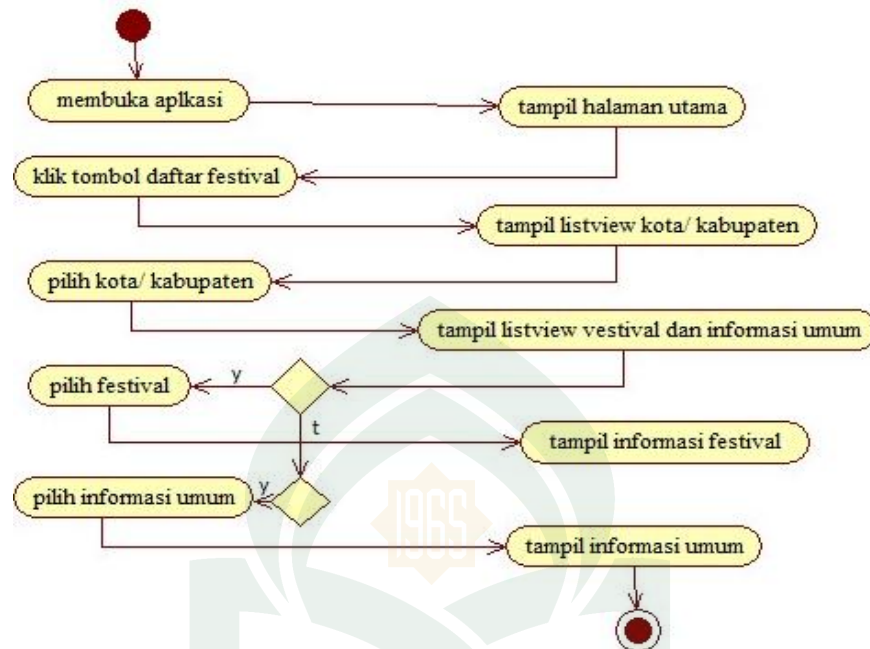 membuka aplkasi
tampil halaman utama
klik tombol daftar festival
tampil listview kota/ kabupaten
pilih kota/ kabupaten
tampil listview vestival dan informasi umum
pilih festival
y
t
tampil informasi festival
pilih informasi umum
y
1965
tampil informasi umum